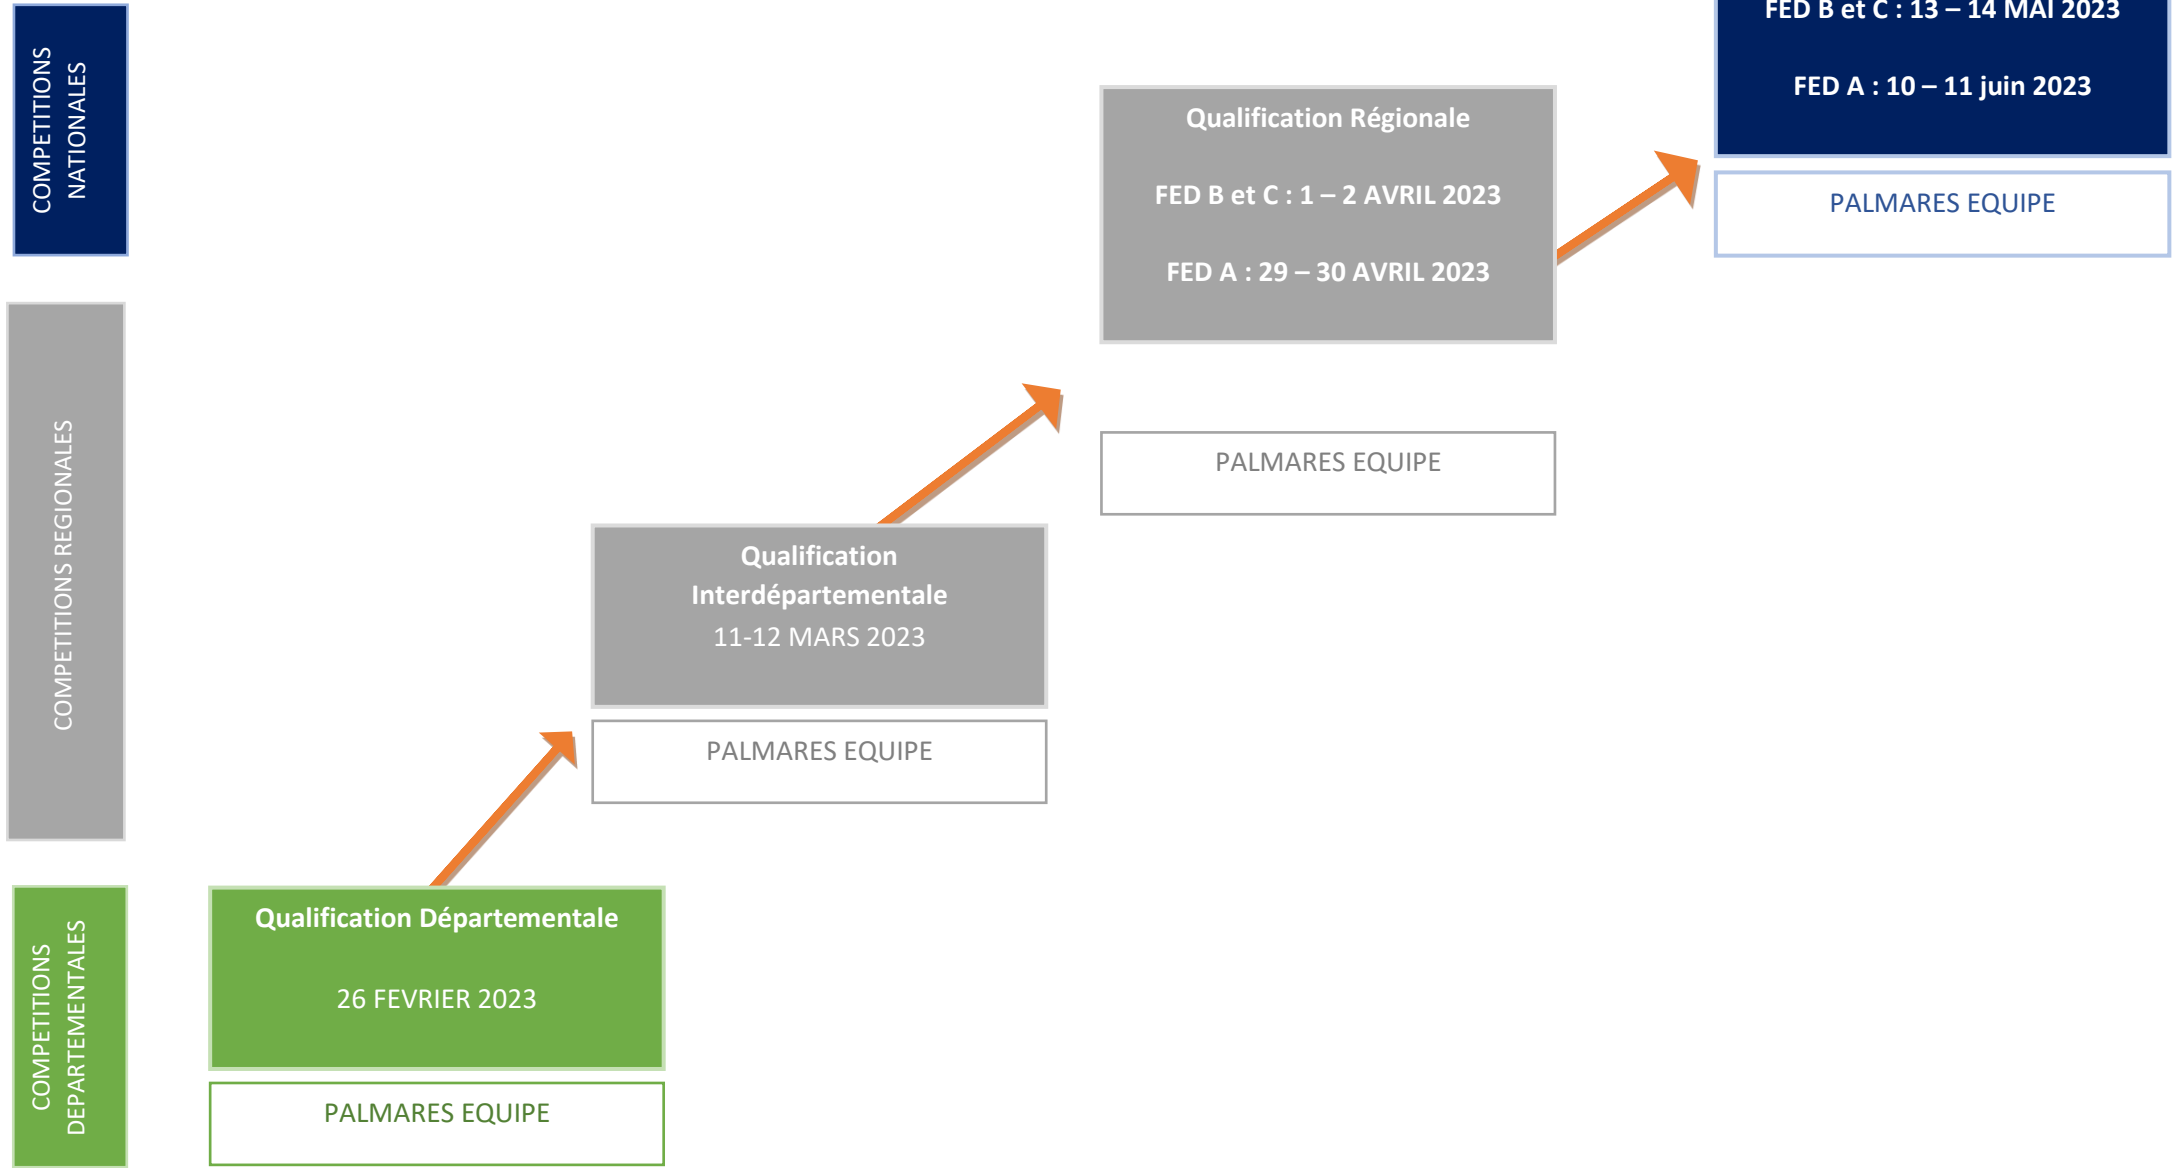 COMPETITIONS
NATIONALES
FED B et C : 13 – 14 MAI 2023
FED A : 10 – 11 juin 2023
PALMARES EQUIPE
Qualification Régionale
FED B et C : 1 – 2 AVRIL 2023
FED A : 29 – 30 AVRIL 2023
PALMARES EQUIPE
COMPETITIONS REGIONALES
Qualification
Interdépartementale
11-12 MARS 2023
PALMARES EQUIPE
COMPETITIONS
DEPARTEMENTALES
Qualification Départementale
26 FEVRIER 2023
PALMARES EQUIPE